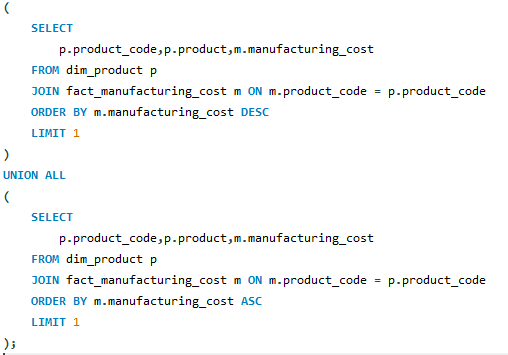 (
    SELECT
        p.product_code,p.product,m.manufacturing_cost
    FROM dim_product p
    JOIN fact_manufacturing_cost m ON m.product_code = p.product_code
    ORDER BY m.manufacturing_cost DESC
    LIMIT 1
)
UNION ALL
(
    SELECT
        p.product_code,p.product,m.manufacturing_cost
    FROM dim_product p
    JOIN fact_manufacturing_cost m ON m.product_code = p.product_code
    ORDER BY m.manufacturing_cost ASC
    LIMIT 1
);